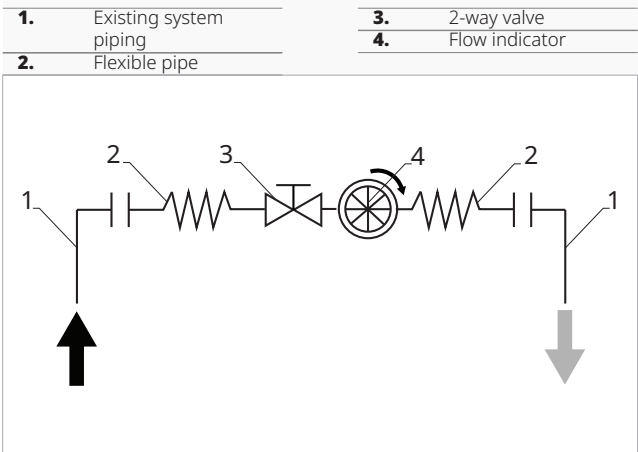 1. Existing system
piping
2. Flexible pipe
3. 2-way valve
4. Flow indicator
2 3 4 2
1 1